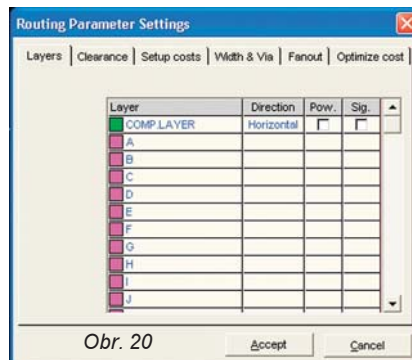 Routing Parameter Settings
Layers Clearance Setup costs Width & Via Fanout Optimize cost
Layer Direction Pow. Sig.
COMP.LAYER Horizontal
A
B
C
D
E
F
G
H
I
J
Obr. 20 Accept Cancel